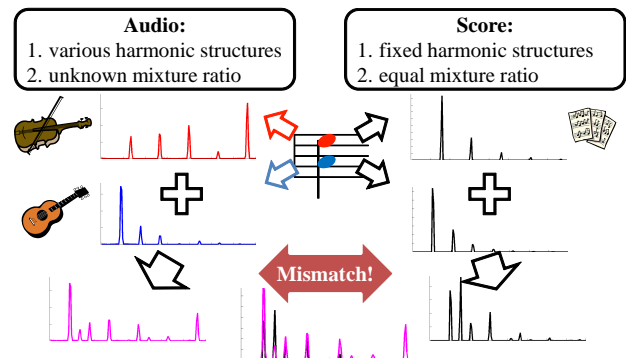 Audio:
1. various harmonic structures
2. unknown mixture ratio
Score:
1. fixed harmonic structures
2. equal mixture ratio
Mismatch!